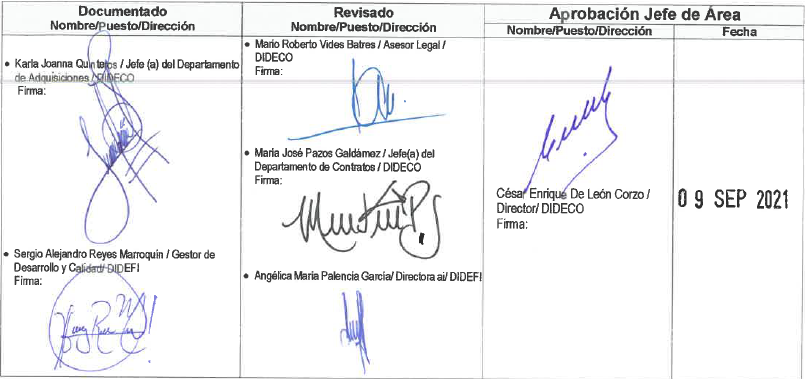 Documentado
Nombre/Puesto/Dirección
Revisado
Nombre/Puesto/Dirección
Aprobación Jefe de Área
Nombre/Puesto/Dirección
Fecha
• Karla Joanna Quintelos / Jefe (a) del Departamento
de Adquisiciones / DIDECO
Firma:
• Sergio Alejandro Reyes Marroquín / Gestor de
Desarrollo y Calidad/ DIDEFI
Firma:
• Mario Roberto Vides Batres / Asesor Legal /
DIDECO
Firma:
• María José Pazos Galdámez / Jefe(a) del
Departamento de Contratos / DIDECO
Firma:
• Angélica María Palencia García/ Directora ai/ DIDEFI
César Enrique De León Corzo /
Director/ DIDECO
Firma:
09 SEP 2021